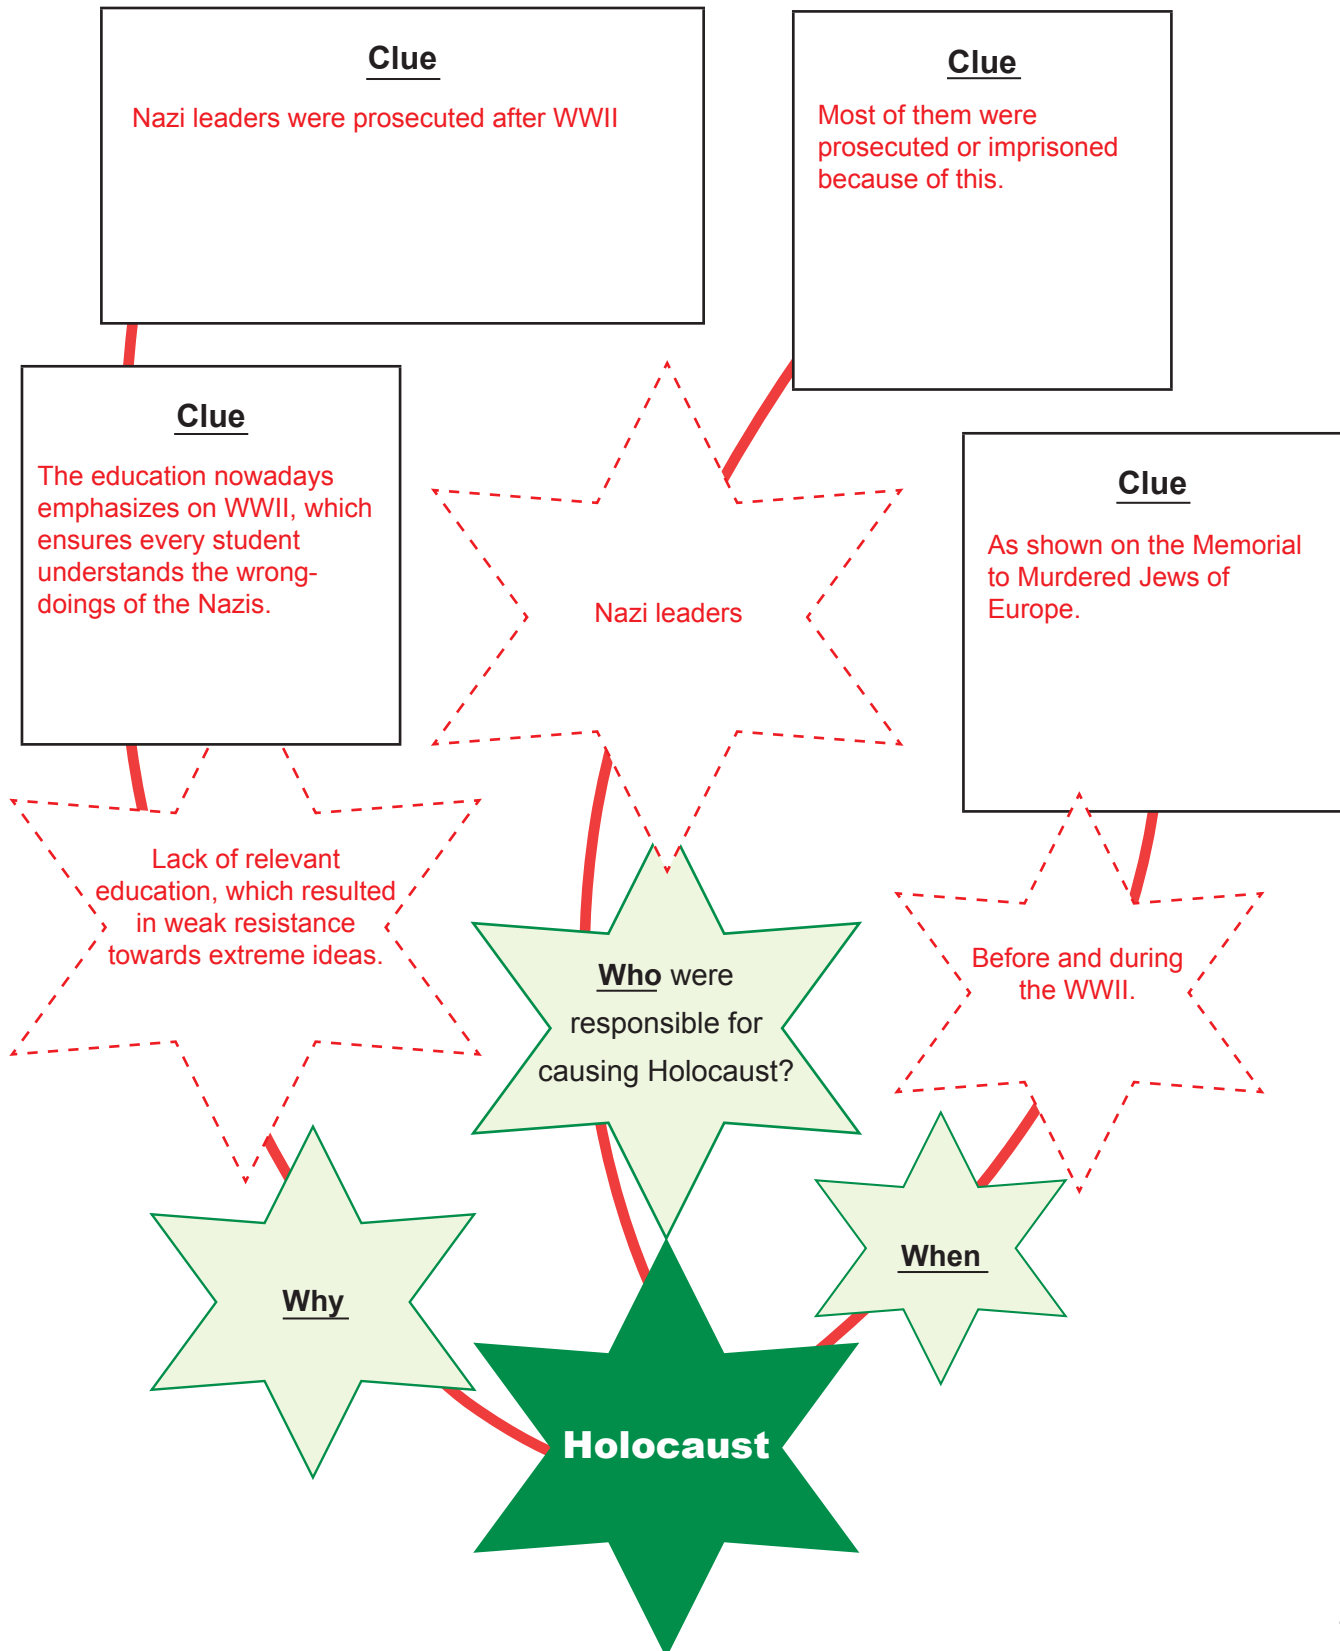 Clue
Nazi leaders were prosecuted after WWII
Clue
Most of them were
prosecuted or imprisoned
because of this.
Clue
The education nowadays
emphasizes on WWII, which
ensures every student
understands the wrong-
doings of the Nazis.
Nazi leaders
Clue
As shown on the Memorial
to Murdered Jews of
Europe.
Lack of relevant
education, which resulted
in weak resistance
towards extreme ideas.
Who were
responsible for
causing Holocaust?
Before and during
the WWII.
Why
When
Holocaust